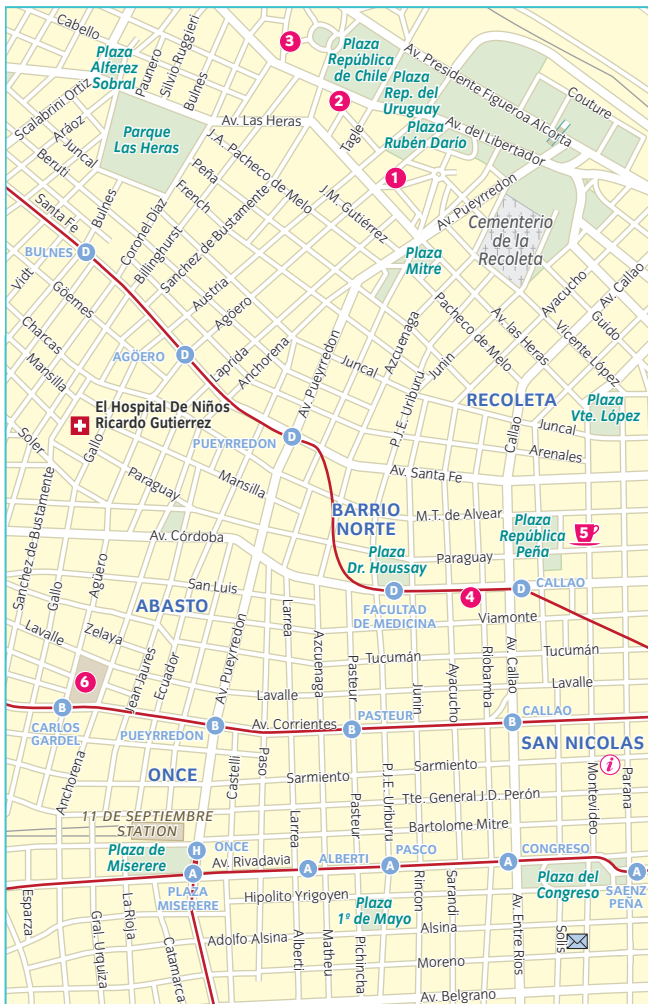 Cabello
Plaza
Alferez
Sobral
Paunero
Silvio Ruggieri
Bulnes
3
Plaza
República
de Chile
Av. Presidente Figueroa Alcorta
Couture
Scalabrini Ortiz
Aráoz
Juncal
Beruti
Parque
Las Heras
Av. Las Heras
2
Tagle
Plaza
Rep. del
Uruguay
Av. del Libertador
Plaza
Rubén Dario
1
J.A. Pacheco de Melo
J.M. Gutiérrez
Av. Pueyrredon
Peña
French
Sanchez de Bustamente
Billinghurst
Coronel Diaz
Bulnes
Santa Fe
BULNES
D
Cementerio
de la
Recoleta
Plaza
Mitre
Ayacucho
Av. Callao
Guido
Vicente López
Av. las Heras
Pacheco de Melo
Vidt
Göemes
Charcas
Mansilla
Austria
Agöero
AGÖERO
D
Laprida
Anchorena
Av. Pueyrredon
Juncal
Azcuenaga
P.J.E. Uriburu
Junin
RECOLETA
Plaza
Vte. López
Callao
Juncal
Arenales
El Hospital De Niños
Ricardo Gutierrez
Soler
Gallo
PUEYRREDON
D
Av. Santa Fe
Paraguay
Mansilla
BARRIO
NORTE
M.T. de Alvear
Plaza
República
Peña
5
Sanchez de Bustamente
Av. Córdoba
Plaza
Dr. Houssay
Paraguay
Gallo
Agüero
San Luis
ABASTO
D
FACULTAD
DE MEDICINA
4
D
CALLAO
Viamonte
Lavalle
Zelaya
Larrea
Azcuenaga
Pasteur
Tucumán
Junin
Ayacucho
Riobamba
Av. Callao
Tucumán
6
Jean Jaures
Ecuador
Av. Pueyrredon
Lavalle
Lavalle
B
CARLOS
GARDEL
PUEYRREDON
B
Av. Corrientes
B
PASTEUR
B
CALLAO
SAN NICOLAS
i
Anchorena
ONCE
Castelli
Paso
Sarmiento
Sarmiento
Larrea
Pasteur
P.J.E. Uriburu
Tte. General J.D. Perón
Bartolome Mitre
Montevideo
Parana
11 DE SEPTIEMBRE
STATION
Plaza de
Miserere
H
ONCE
Av. Rivadavia
A
PLAZA
MISERERE
A
ALBERTI
A
PASCO
A
CONGRESO
Plaza del
Congreso
A
SAENZ
PEÑA
Esparza
Gral. Urquiza
La Rioja
Catamarca
Hipolito Yrigoyen
Plaza
1º de Mayo
Adolfo Alsina
Alberti
Matheu
Pichincha
Rincon
Sarandi
Alsina
Av. Entre Rios
Solis
Moreno
Av. Belgrano